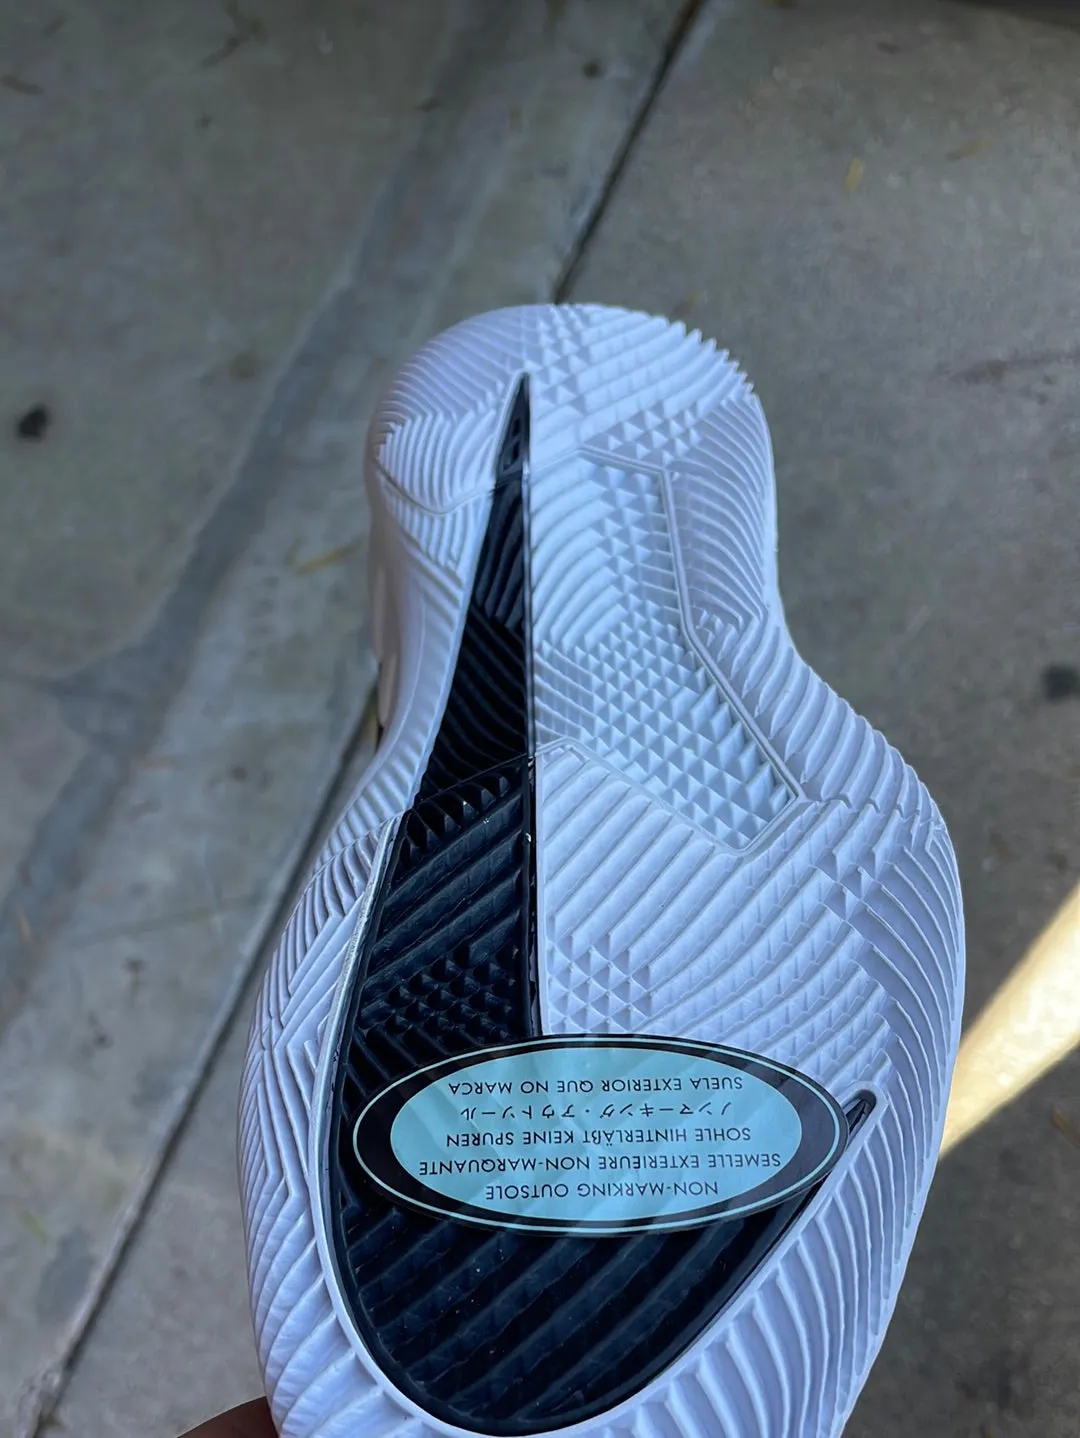 NON-MARKING OUTSOLE
SEMELLE EXTERIEURE NON-MARQUANTE
SOHLE HINTERLÄßT KEINE SPUREN
ノンマーキング・アウトソール
SUELA EXTERIOR QUE NO MARCA